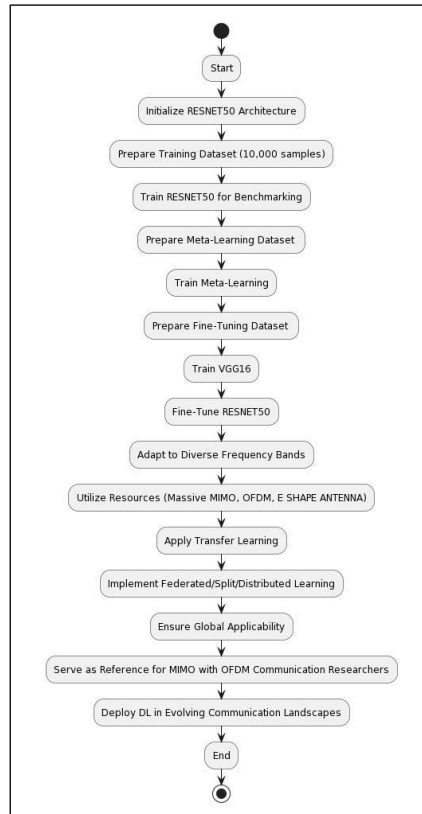 Start
Initialize RESNET50 Architecture
Prepare Training Dataset (10,000 samples)
Train RESNET50 for Benchmarking
Prepare Meta-Learning Dataset
Train Meta-Learning
Prepare Fine-Tuning Dataset
Train VGG16
Fine-Tune RESNET50
Adapt to Diverse Frequency Bands
Utilize Resources (Massive MIMO, OFDM, E SHAPE ANTENNA)
Apply Transfer Learning
Implement Federated/Split/Distributed Learning
Ensure Global Applicability
Serve as Reference for MIMO with OFDM Communication Researchers
Deploy DL in Evolving Communication Landscapes
End